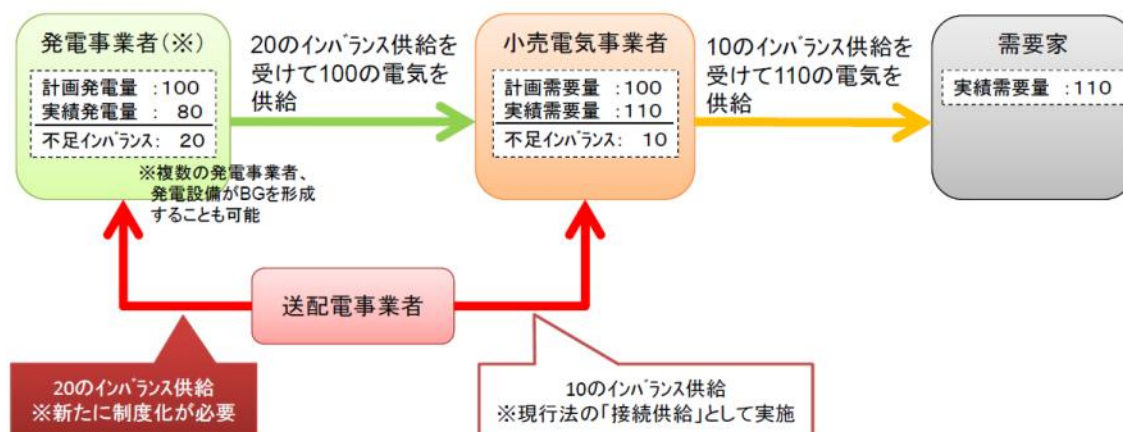 発電事業者(※)
計画発電量 :100
実績発電量 : 80
不足インバランス: 20
※複数の発電事業者、
発電設備がBGを形成
することも可能
20のインバランス供給を
受けて100の電気を
供給
小売電気事業者
計画需要量 :100
実績需要量 :110
不足インバランス: 10
10のインバランス供給を
受けて110の電気を
供給
需要家
実績需要量 :110
送配電事業者
20のインバランス供給
※新たに制度化が必要
10のインバランス供給
※現行法の「接続供給」として実施